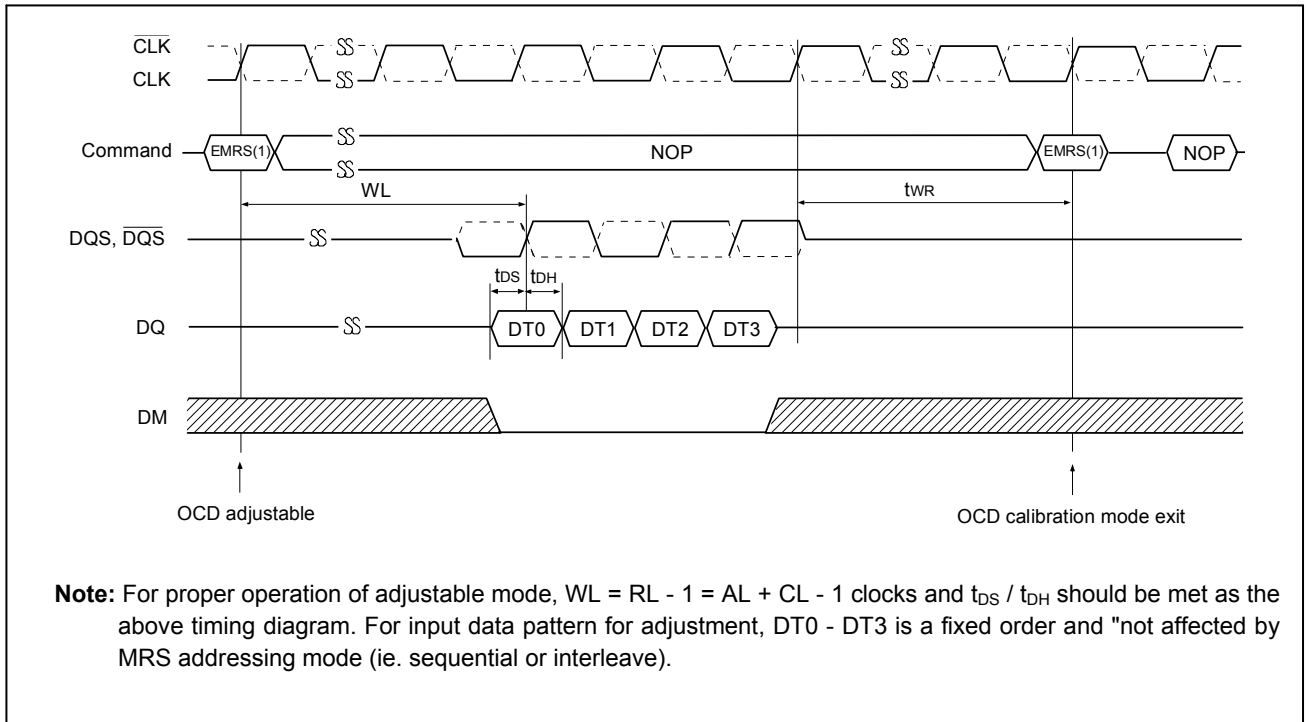 CLK
CLK
Command
EMRS(1)
NOP
EMRS(1)
NOP
WL
tWR
DQS, DQS
tDS
tDH
DQ
DT0
DT1
DT2
DT3
DM
OCD adjustable
OCD calibration mode exit
Note: For proper operation of adjustable mode, WL = RL - 1 = AL + CL - 1 clocks and tDS / tDH should be met as the
above timing diagram. For input data pattern for adjustment, DT0 - DT3 is a fixed order and "not affected by
MRS addressing mode (ie. sequential or interleave).